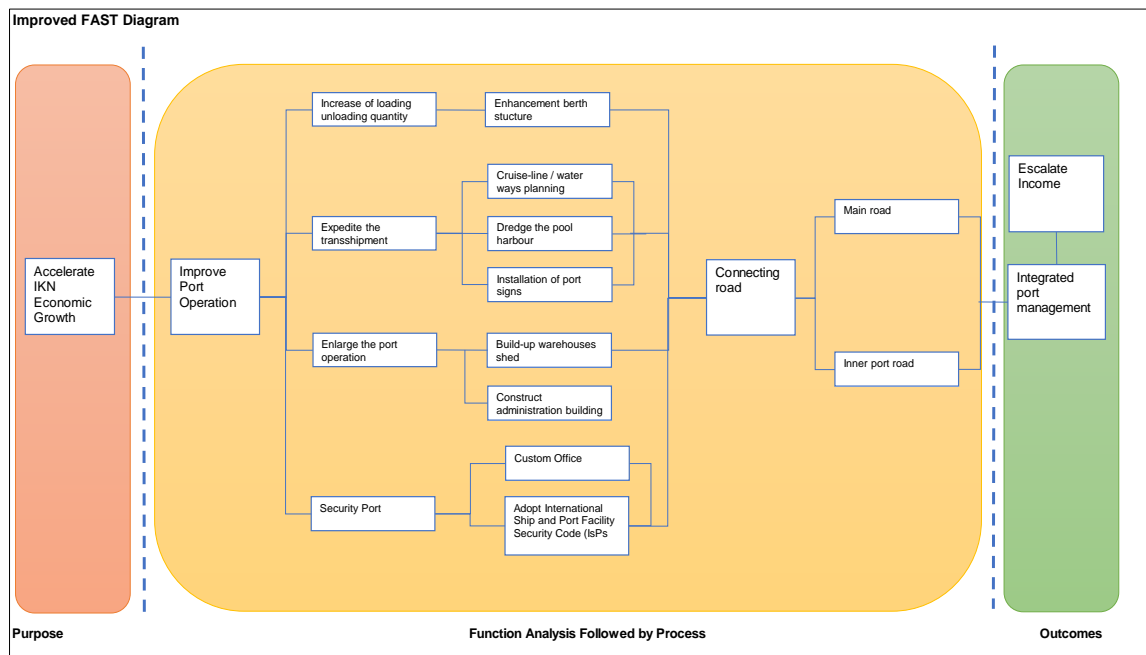 Improved FAST Diagram
Increase of loading
unloading quantity
Enhancement berth
stucture
Cruise-line / water
ways planning
Escalate
Income
Expedite the
transshipment
Dredge the pool
harbour
Main road
Accelerate
IKN
Economic
Growth
Improve
Port
Operation
Installation of port
signs
Connecting
road
Integrated
port
management
Enlarge the port
operation
Build-up warehouses
shed
Inner port road
Construct
administration building
Custom Office
Security Port
Adopt International
Ship and Port Facility
Security Code (IsPs
Purpose
Function Analysis Followed by Process
Outcomes